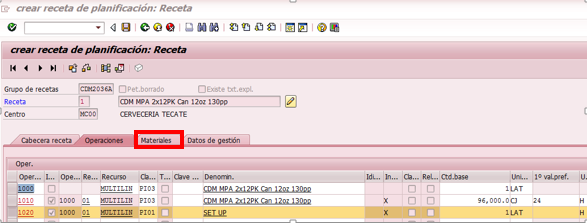 crear receta de planificación: Receta
crear receta de planificación: Receta
Grupo de recetas CDM2036A Pet.borrado Existe txt.expl.
Receta 1 CDM MPA 2x12PK Can 12oz 130pp
Centro MC00 CERVECERIA TECATE
Cabecera receta Operaciones Materiales Datos de gestión
Oper.
Oper... I... Ope... Re... Recurso Cla... T... Clave ... Denomin. Idi... In... Cla... Rel... Ctd.base Uni... 1º val.pref. U.
1000 1000 01 MULTILIN PI03 CDM MPA 2x12PK Can 12oz 130pp 1 LAT
1010 1000 01 MULTILIN PI03 CDM MPA 2x12PK Can 12oz 130pp X 96,000. CJ 24 H
1020 1000 01 MULTILIN PI03 SET UP X 1 LAT H